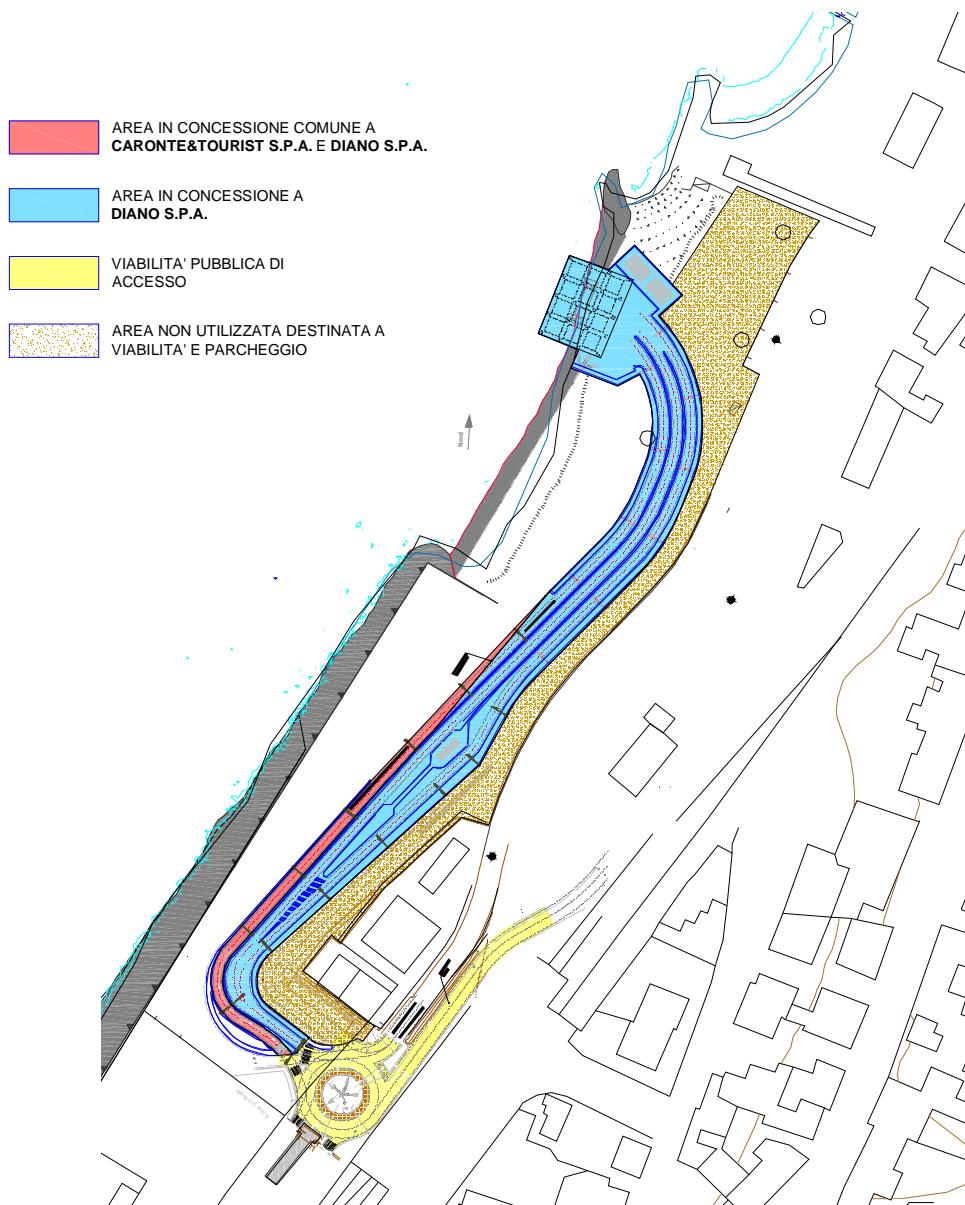 AREA IN CONCESSIONE COMUNE A
CARONTE&TOURIST S.P.A. E DIANO S.P.A.
AREA IN CONCESSIONE A
DIANO S.P.A.
VIABILITA' PUBBLICA DI
ACCESSO
AREA NON UTILIZZATA DESTINATA A
VIABILITA' E PARCHEGGIO
Nord